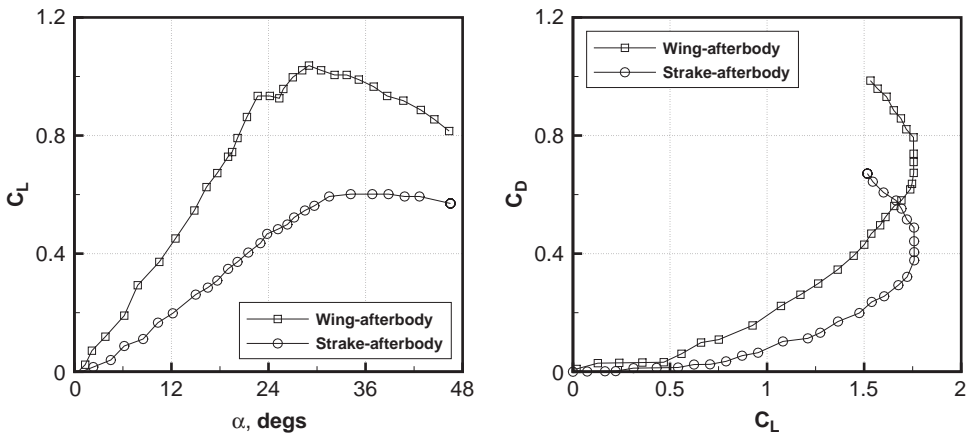 1.2
0.8
0.4
0
C_L
0 12 24 36 48
α, degs
Wing-afterbody
Strake-afterbody
1.2
0.8
0.4
0
C_D
0 0.5 1 1.5 2
C_L
Wing-afterbody
Strake-afterbody